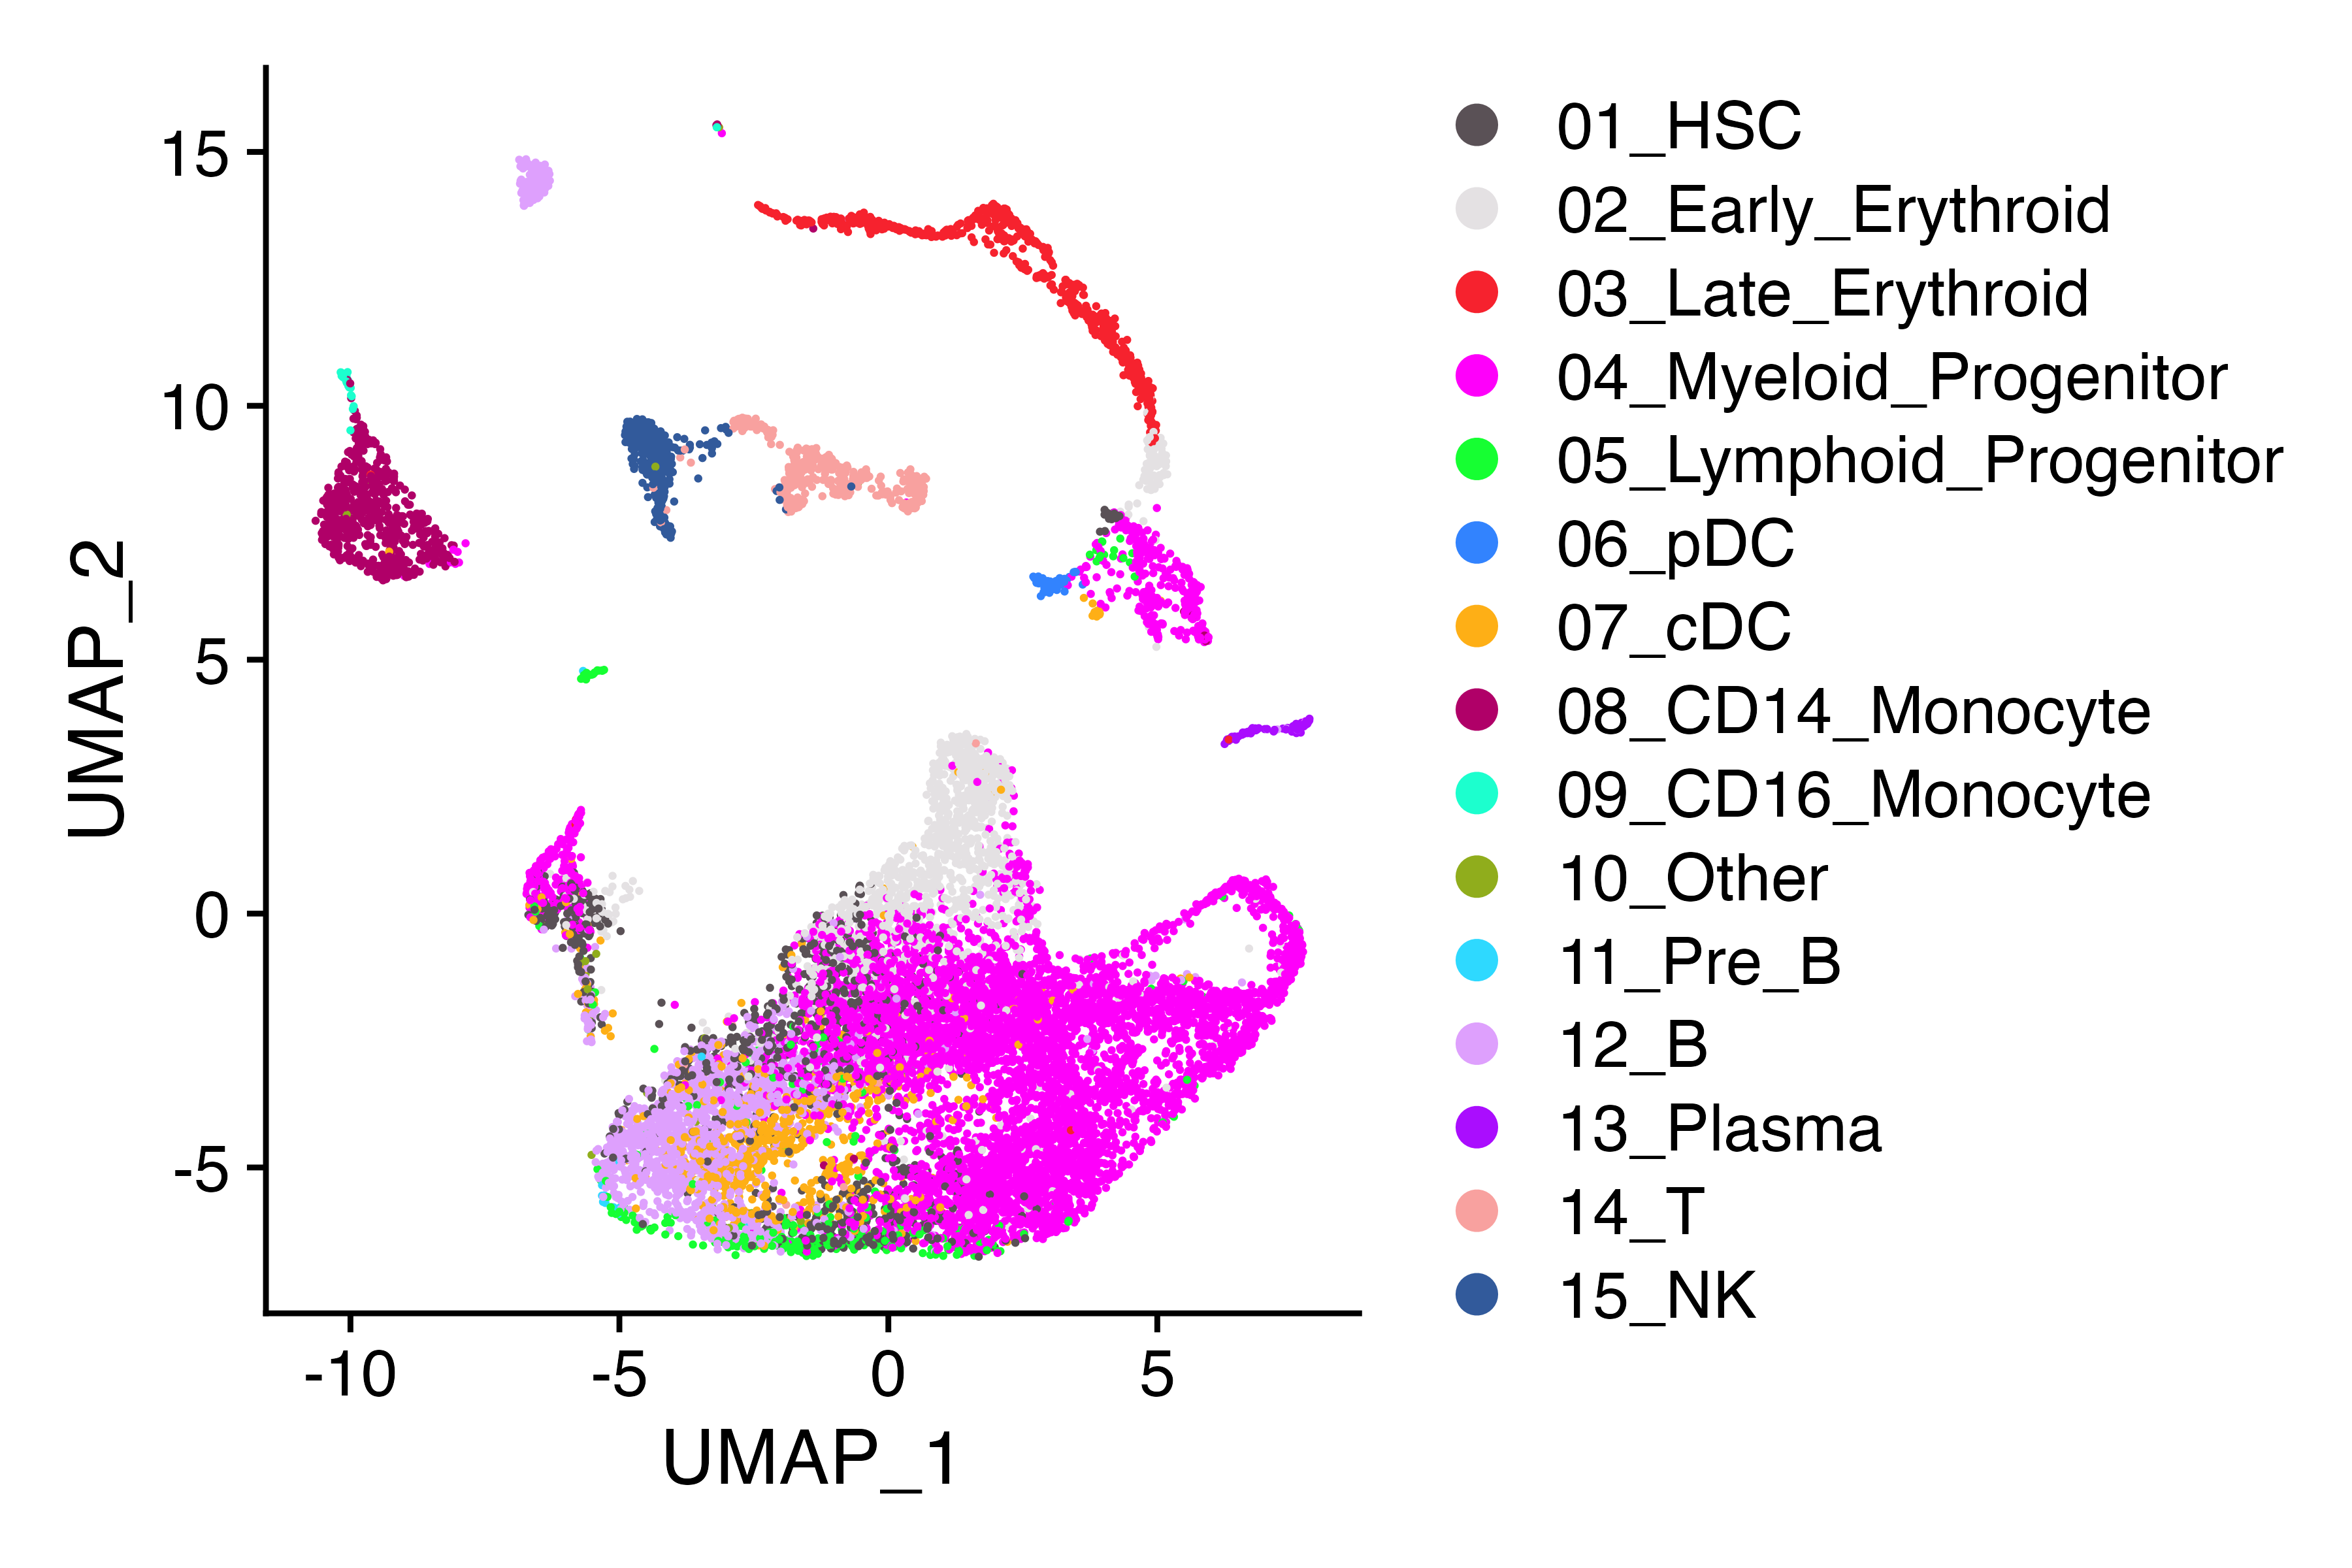 UMAP_2
15
10
5
0
-5
-10
-5
0
5
UMAP_1
01_HSC
02_Early_Erythroid
03_Late_Erythroid
04_Myeloid_Progenitor
05_Lymphoid_Progenitor
06_pDC
07_cDC
08_CD14_Monocyte
09_CD16_Monocyte
10_Other
11_Pre_B
12_B
13_Plasma
14_T
15_NK